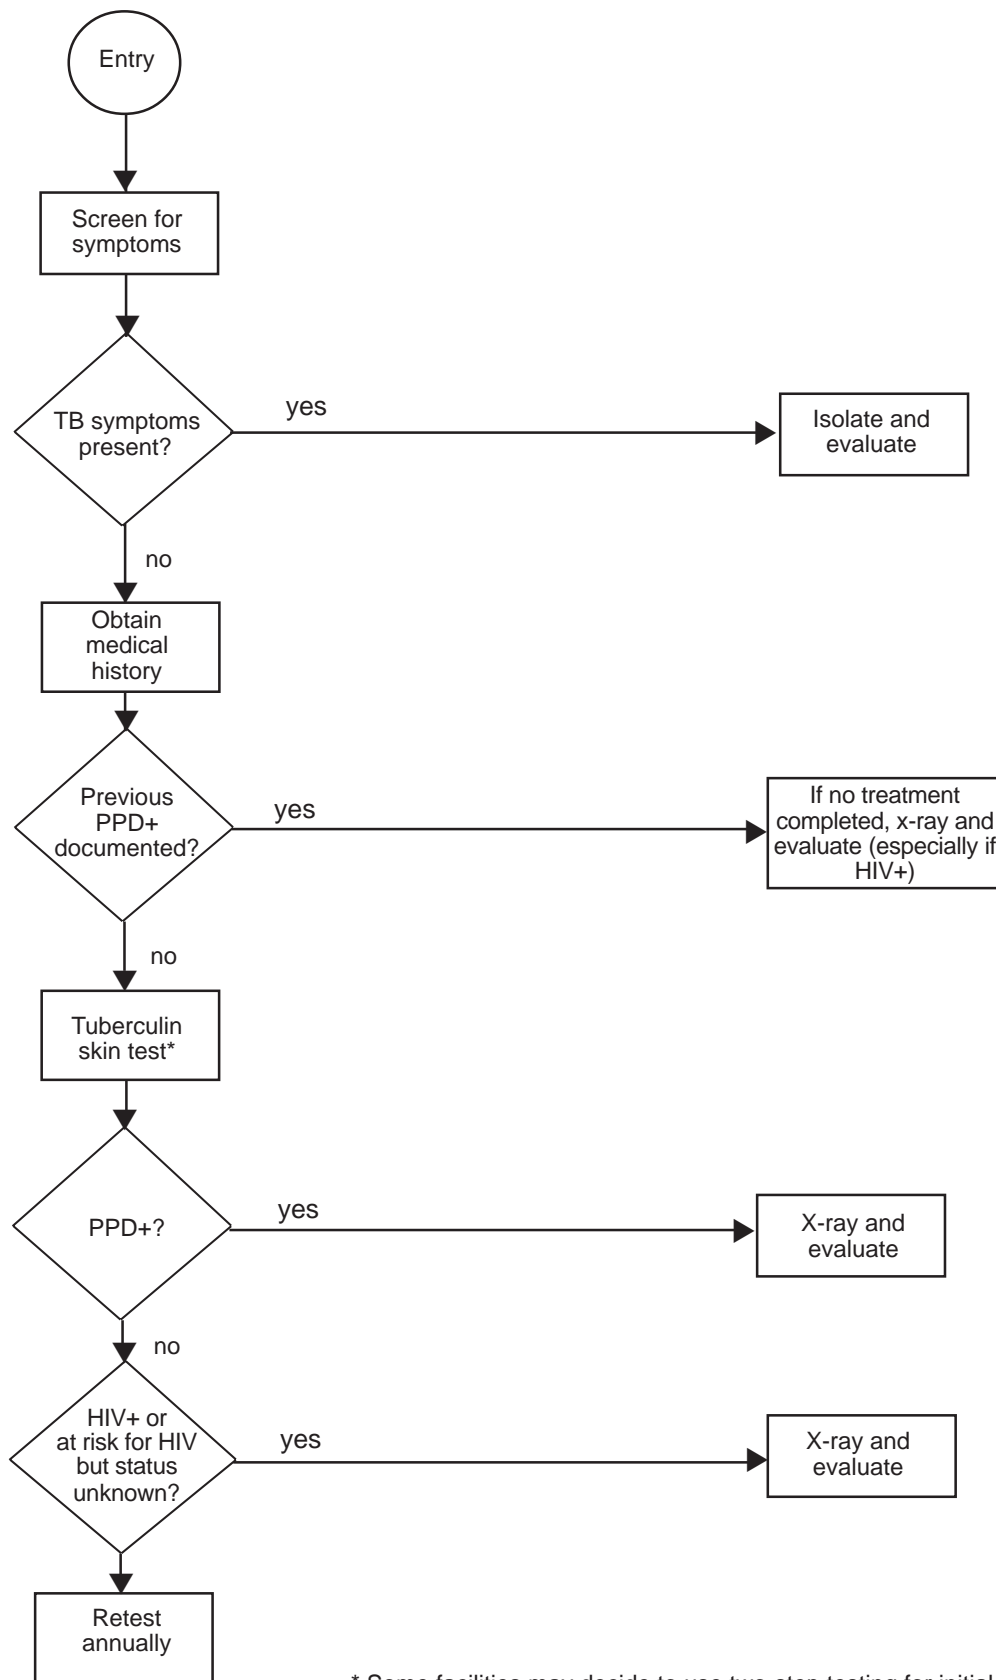 Entry
Screen for
symptoms
TB symptoms
present?
yes
Isolate and
evaluate
no
Obtain
medical
history
Previous
PPD+
documented?
yes
If no treatment
completed, x-ray and
evaluate (especially if
HIV+)
no
Tuberculin
skin test*
PPD+?
yes
X-ray and
evaluate
no
HIV+ or
at risk for HIV
but status
unknown?
yes
X-ray and
evaluate
Retest
annually
* Some facilities may decide to use two-step testing for initial